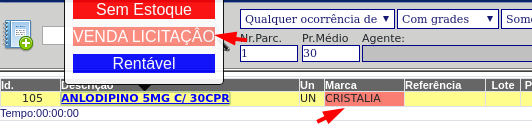 Sem Estoque
VENDA LICITAÇÃO
Rentável
Qualquer ocorrência de
Com grades
Nr.Parc. Pr.Médio Agente:
1 30
Id. Descrição Un Marca Referência Lote
105 ANLODIPINO 5MG C/ 30CPR UN CRISTALIA
Tempo:00:00:00